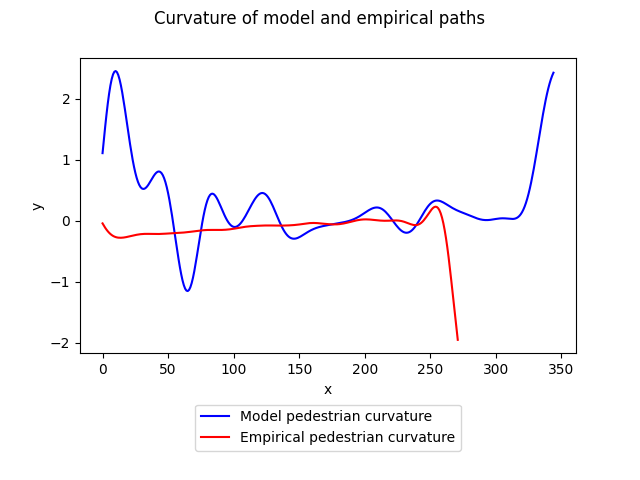 Curvature of model and empirical paths
y
2
1
0
−1
−2
0 50 100 150 200 250 300 350
x
Model pedestrian curvature
Empirical pedestrian curvature